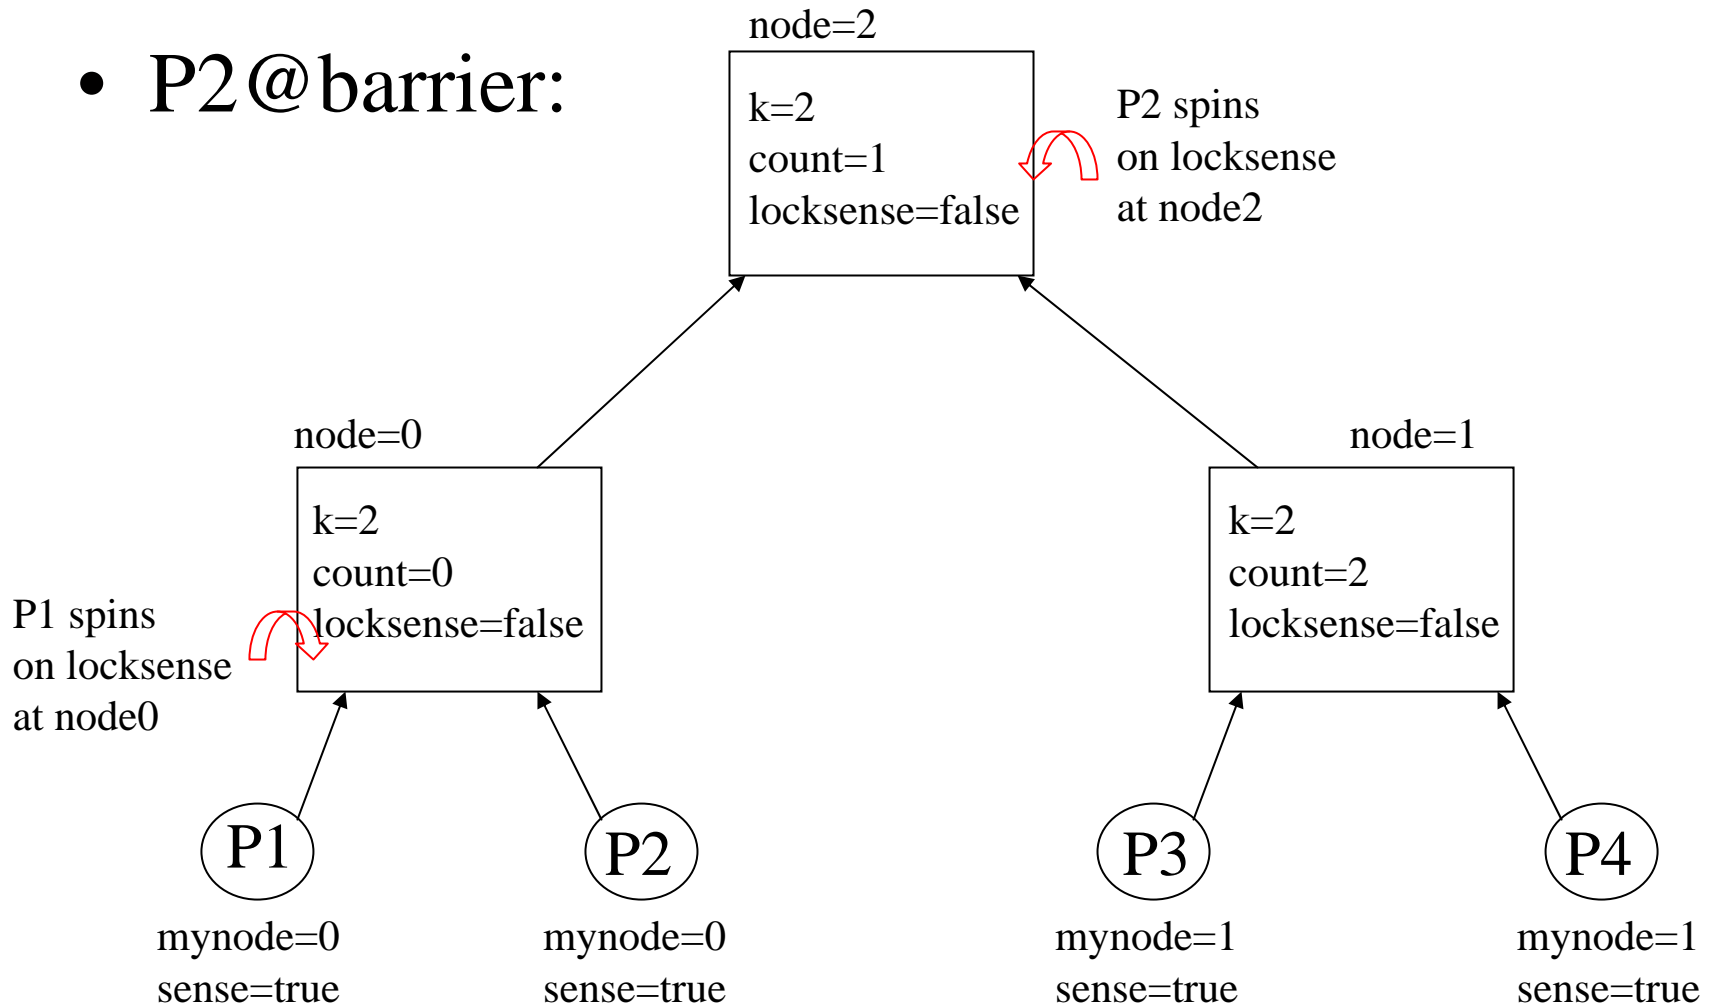 • P2@barrier:
node=2
k=2
count=1
locksense=false
P2 spins
on locksense
at node2
node=0
k=2
count=0
locksense=false
P1 spins
on locksense
at node0
node=1
k=2
count=2
locksense=false
P1
P2
P3
P4
mynode=0
sense=true
mynode=0
sense=true
mynode=1
sense=true
mynode=1
sense=true